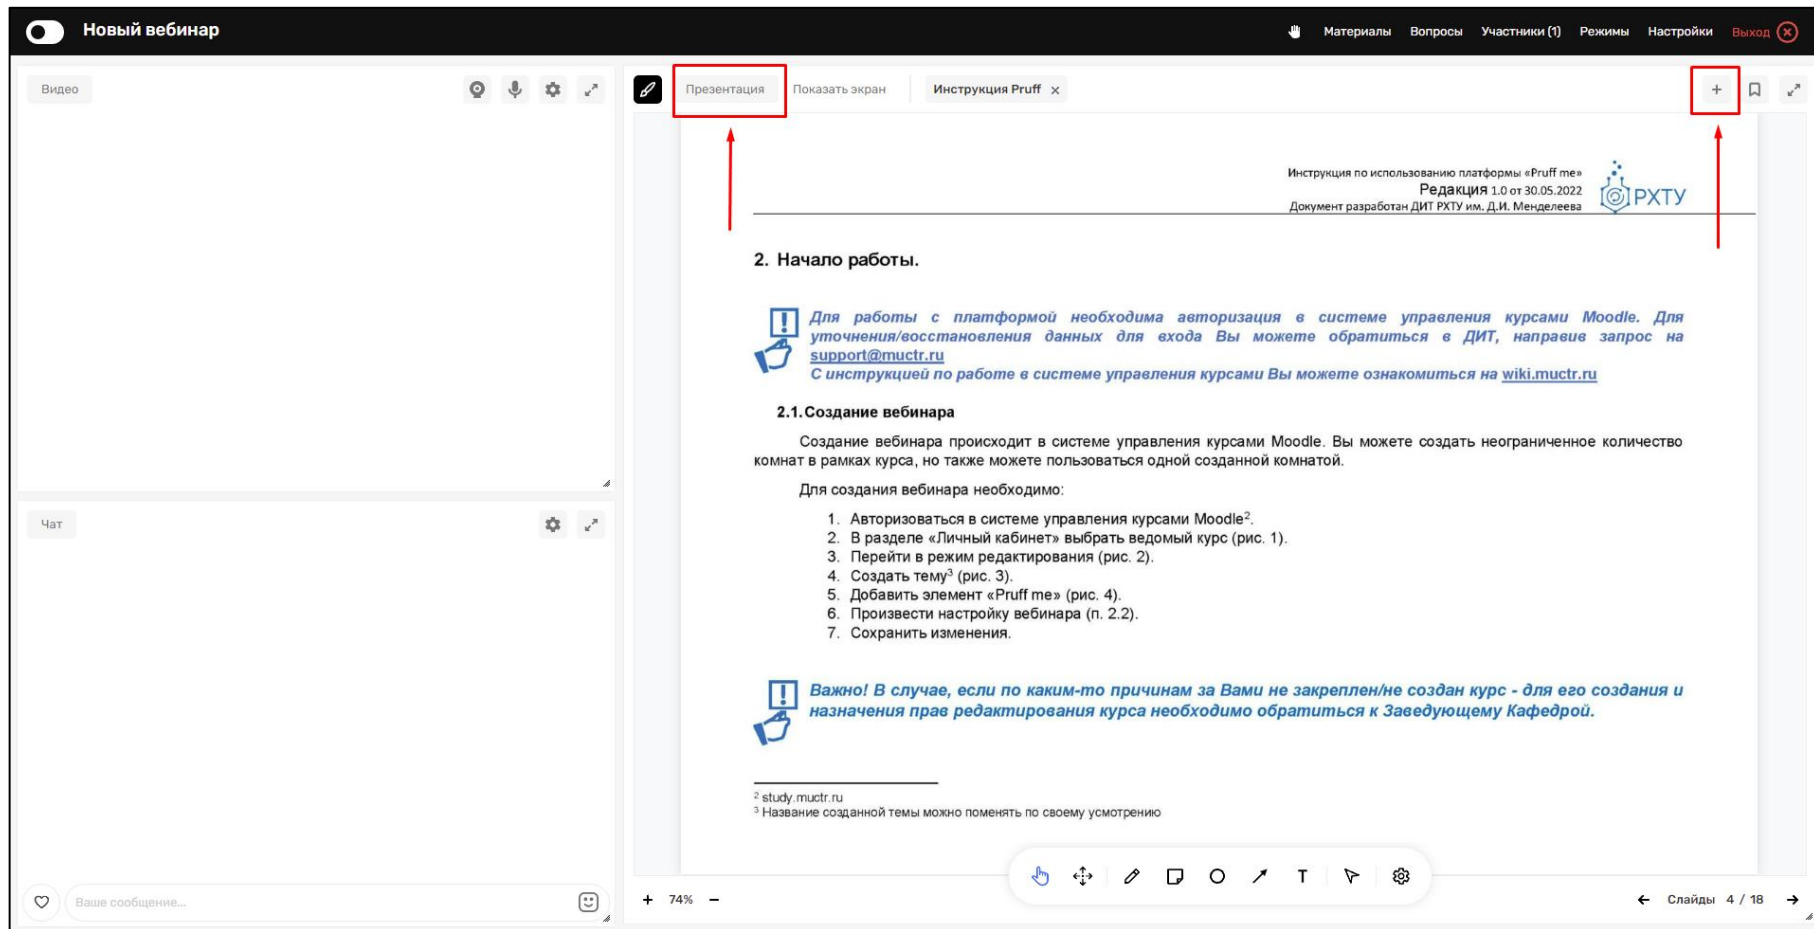 Новый вебинар
Материалы Вопросы Участники (1) Режимы Настройки Выход
Видео
Презентация Показать экран Инструкция Pruff x
Инструкция по использованию платформы «Pruff me»
Редакция 1.0 от 30.05.2022
Документ разработан ДИТ РХТУ им. Д.И. Менделеева
РХТУ
2. Начало работы.
Для работы с платформой необходима авторизация в системе управления курсами Moodle. Для
уточнения/восстановления данных для входа Вы можете обратиться в ДИТ, направив запрос на
support@muctr.ru
С инструкцией по работе в системе управления курсами Вы можете ознакомиться на wiki.muctr.ru
2.1. Создание вебинара
Создание вебинара происходит в системе управления курсами Moodle. Вы можете создать неограниченное количество
комнат в рамках курса, но также можете пользоваться одной созданной комнатой.
Для создания вебинара необходимо:
1. Авторизоваться в системе управления курсами Moodle².
2. В разделе «Личный кабинет» выбрать ведомый курс (рис. 1).
3. Перейти в режим редактирования (рис. 2).
4. Создать тему³ (рис. 3).
5. Добавить элемент «Pruff me» (рис. 4).
6. Произвести настройку вебинара (п. 2.2).
7. Сохранить изменения.
Важно! В случае, если по каким-то причинам за Вами не закреплен/не создан курс - для его создания и
назначения прав редактирования курса необходимо обратиться к Заведующему Кафедрой.
² study.muctr.ru
³ Название созданной темы можно поменять по своему усмотрению
Чат
Ваше сообщение...
+ 74% −
T
Слайды 4 / 18